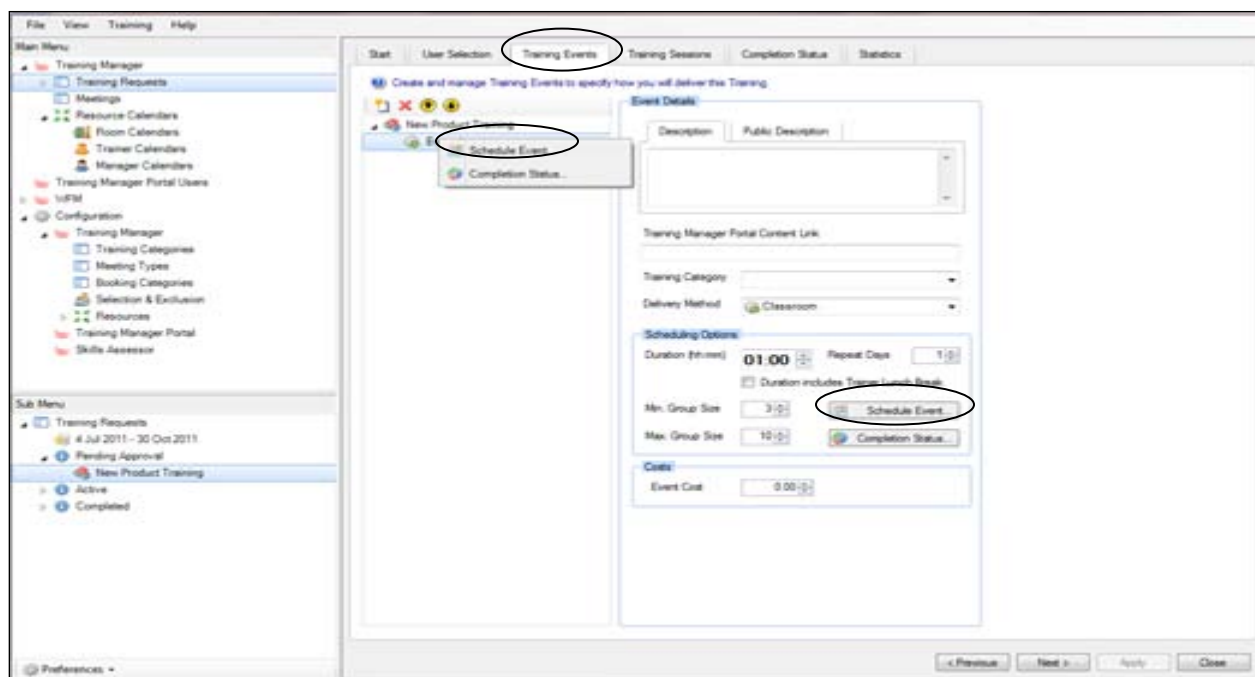 File View Training Help
Main Menu
Training Manager
Training Requests
Meetings
Resource Calendars
Room Calendars
Trainer Calendars
Manager Calendars
Training Manager Portal Users
WFM
Configuration
Training Manager
Training Categories
Meeting Types
Booking Categories
Selection & Exclusion
Resources
Training Manager Portal
Skills Assessor
Sub Menu
Training Requests
4 Jul 2011 - 30 Oct 2011
Pending Approval
New Product Training
Active
Completed
Preferences
Start User Selection Training Events Training Sessions Completion Status Statistics
Create and manage Training Events to specify how you will deliver this Training
New Product Training
Schedule Event...
Completion Status...
Event Details
Description Public Description
Training Manager Portal Content Link
Training Category
Delivery Method Classroom
Scheduling Options
Duration (hh:mm) 01:00 Repeat Days 1
Duration includes Trainer Lunch Break
Min. Group Size 3 Schedule Event...
Max. Group Size 10 Completion Status...
Costs
Event Cost 0.00
< Previous Next > Apply Close